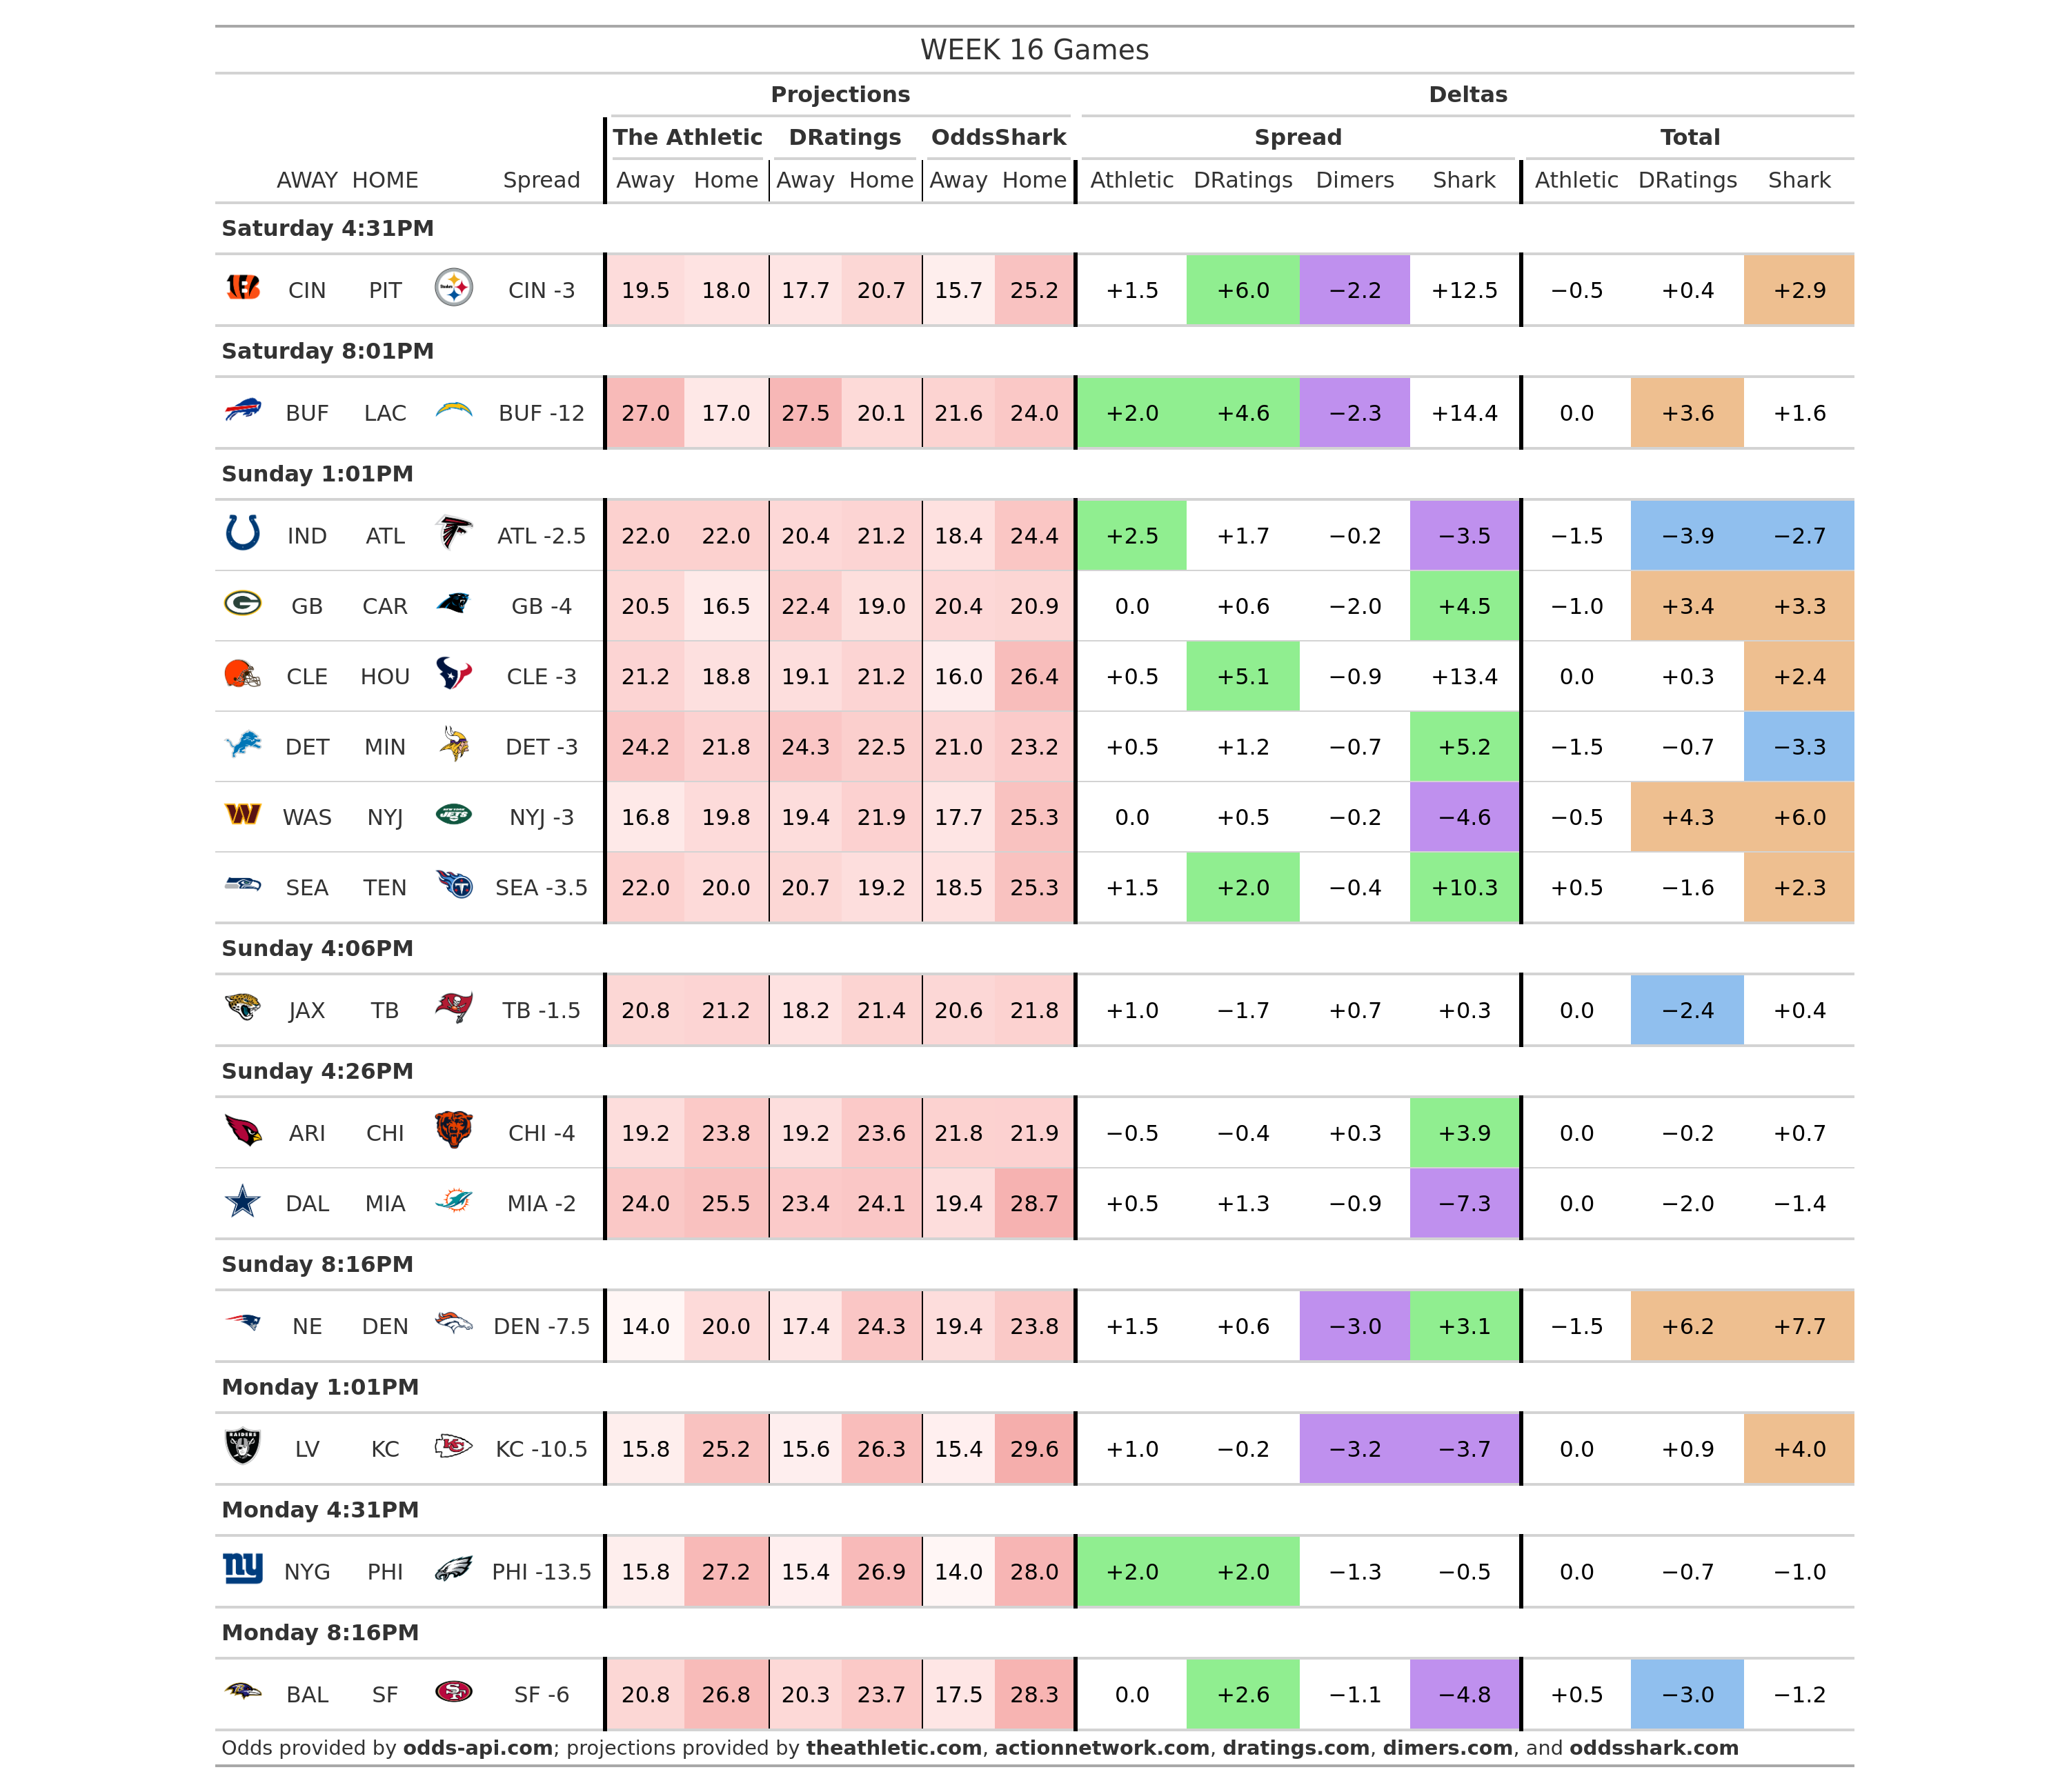 WEEK 16 Games
Projections Deltas
The Athletic DRatings OddsShark Spread Total
AWAY HOME Spread Away Home Away Home Away Home Athletic DRatings Dimers Shark Athletic DRatings Shark
Saturday 4:31PM
CIN PIT CIN -3 19.5 18.0 17.7 20.7 15.7 25.2 +1.5 +6.0 −2.2 +12.5 −0.5 +0.4 +2.9
Saturday 8:01PM
BUF LAC BUF -12 27.0 17.0 27.5 20.1 21.6 24.0 +2.0 +4.6 −2.3 +14.4 0.0 +3.6 +1.6
Sunday 1:01PM
IND ATL ATL -2.5 22.0 22.0 20.4 21.2 18.4 24.4 +2.5 +1.7 −0.2 −3.5 −1.5 −3.9 −2.7
GB CAR GB -4 20.5 16.5 22.4 19.0 20.4 20.9 0.0 +0.6 −2.0 +4.5 −1.0 +3.4 +3.3
CLE HOU CLE -3 21.2 18.8 19.1 21.2 16.0 26.4 +0.5 +5.1 −0.9 +13.4 0.0 +0.3 +2.4
DET MIN DET -3 24.2 21.8 24.3 22.5 21.0 23.2 +0.5 +1.2 −0.7 +5.2 −1.5 −0.7 −3.3
WAS NYJ NYJ -3 16.8 19.8 19.4 21.9 17.7 25.3 0.0 +0.5 −0.2 −4.6 −0.5 +4.3 +6.0
SEA TEN SEA -3.5 22.0 20.0 20.7 19.2 18.5 25.3 +1.5 +2.0 −0.4 +10.3 +0.5 −1.6 +2.3
Sunday 4:06PM
JAX TB TB -1.5 20.8 21.2 18.2 21.4 20.6 21.8 +1.0 −1.7 +0.7 +0.3 0.0 −2.4 +0.4
Sunday 4:26PM
ARI CHI CHI -4 19.2 23.8 19.2 23.6 21.8 21.9 −0.5 −0.4 +0.3 +3.9 0.0 −0.2 +0.7
DAL MIA MIA -2 24.0 25.5 23.4 24.1 19.4 28.7 +0.5 +1.3 −0.9 −7.3 0.0 −2.0 −1.4
Sunday 8:16PM
NE DEN DEN -7.5 14.0 20.0 17.4 24.3 19.4 23.8 +1.5 +0.6 −3.0 +3.1 −1.5 +6.2 +7.7
Monday 1:01PM
RAIDERS LV KC KC KC -10.5 15.8 25.2 15.6 26.3 15.4 29.6 +1.0 −0.2 −3.2 −3.7 0.0 +0.9 +4.0
Monday 4:31PM
ny NYG PHI PHI -13.5 15.8 27.2 15.4 26.9 14.0 28.0 +2.0 +2.0 −1.3 −0.5 0.0 −0.7 −1.0
Monday 8:16PM
BAL SF SF SF -6 20.8 26.8 20.3 23.7 17.5 28.3 0.0 +2.6 −1.1 −4.8 +0.5 −3.0 −1.2
Odds provided by odds-api.com; projections provided by theathletic.com, actionnetwork.com, dratings.com, dimers.com, and oddsshark.com